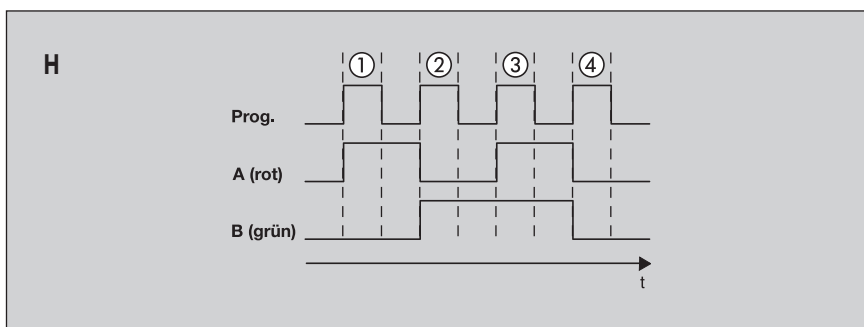 H
① ② ③ ④
Prog.
A (rot)
B (grün)
t